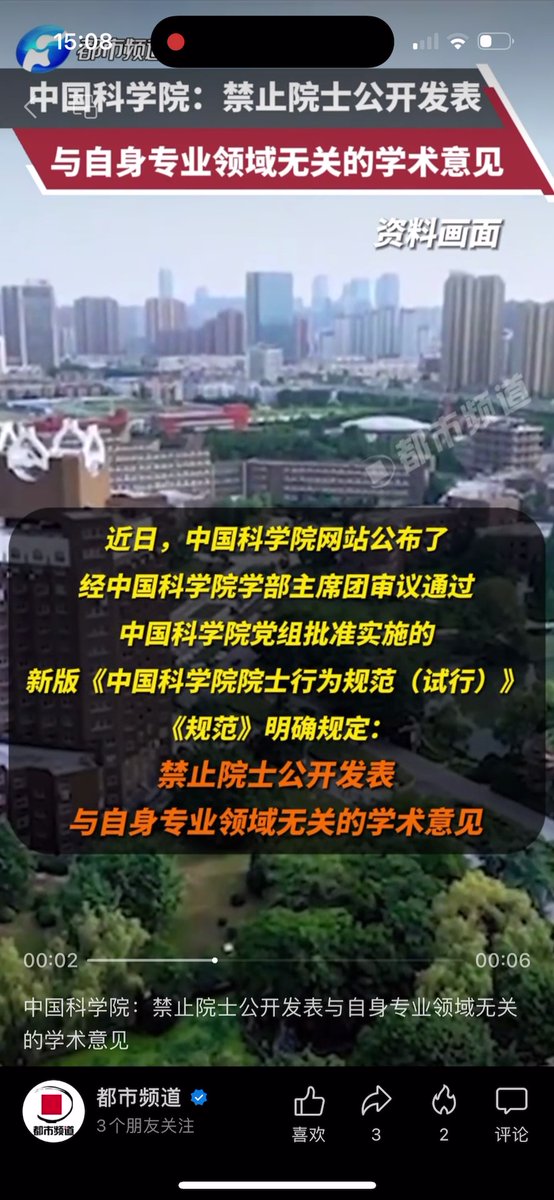 15:08
都市频道
中国科学院：禁止院士公开发表
与自身专业领域无关的学术意见
资料画面
都市频道
近日，中国科学院网站公布了
经中国科学院学部主席团审议通过
中国科学院党组批准实施的
新版《中国科学院院士行为规范（试行）》
《规范》明确规定：
禁止院士公开发表
与自身专业领域无关的学术意见
00:02
00:06
中国科学院：禁止院士公开发表与自身专业领域无关
的学术意见
都市频道
都市频道
3个朋友关注
喜欢
3
2
评论